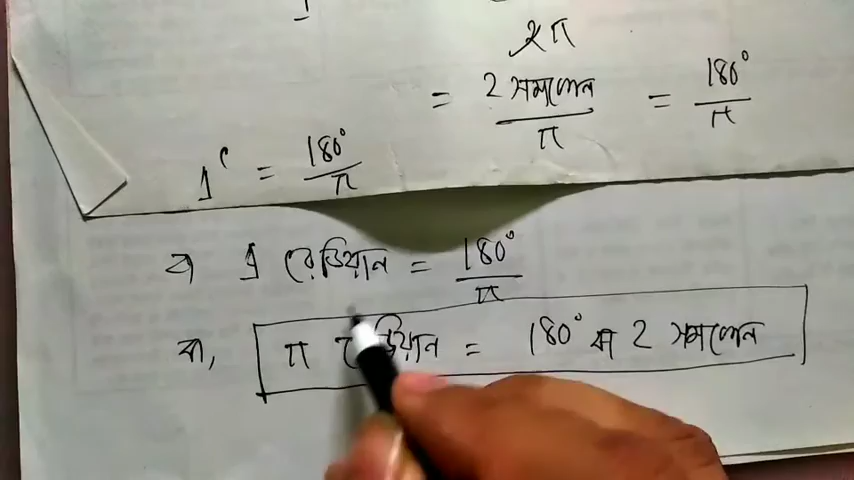 2π
= 2 সমকোন / π = 180° / π
1ᶜ = 180° / π
বা 1 রেডিয়ান = 180° / π
বা, π রেডিয়ান = 180° বা 2 সমকোন